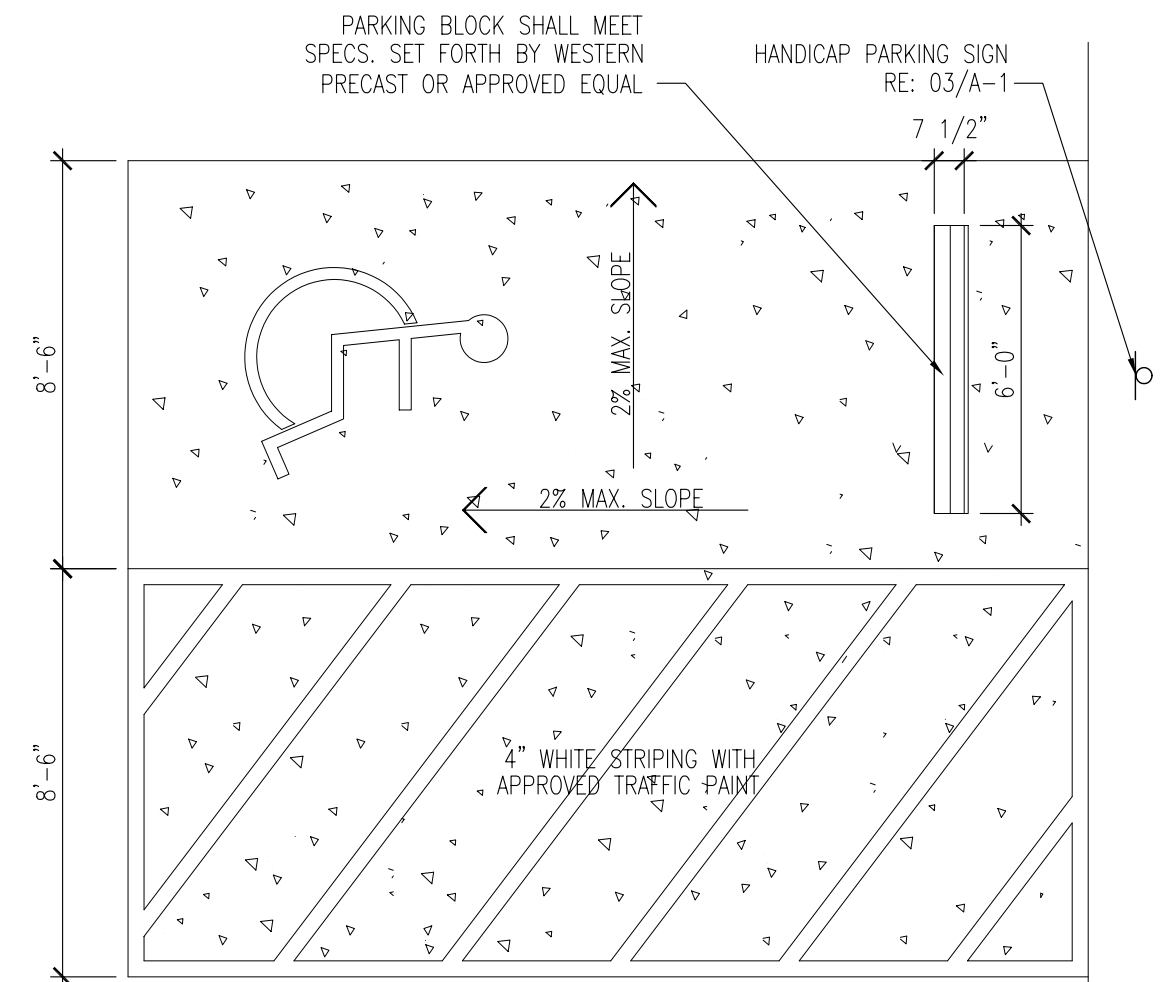 PARKING BLOCK SHALL MEET
SPECS. SET FORTH BY WESTERN
PRECAST OR APPROVED EQUAL
HANDICAP PARKING SIGN
RE: 03/A-1
7 1/2"
8'-6"
2% MAX. SLOPE
6'-0"
2% MAX. SLOPE
8'-6"
4" WHITE STRIPING WITH
APPROVED TRAFFIC PAINT